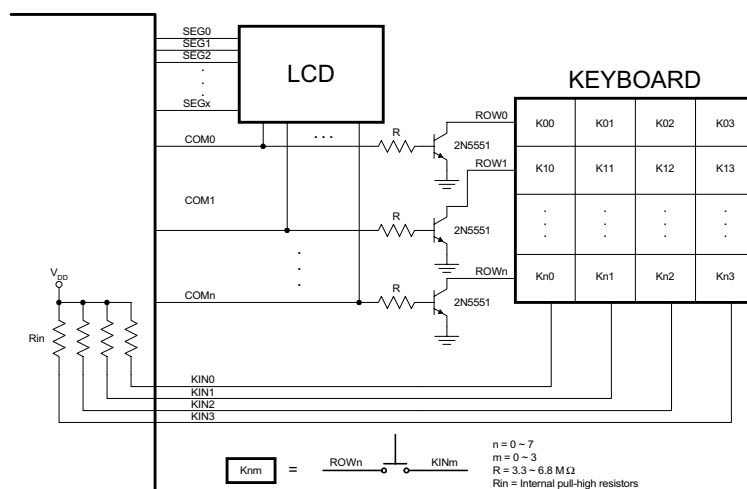 SEG0
SEG1
SEG2
.
.
.
SEGx
LCD
KEYBOARD
COM0
. . .
R
2N5551
ROW0
K00 K01 K02 K03
ROW1
K10 K11 K12 K13
COM1
R
2N5551
.
.
.
. . . .
. . . .
. . . .
VDD
COMn
R
2N5551
ROWn
Kn0 Kn1 Kn2 Kn3
Rin
KIN0
KIN1
KIN2
KIN3
Knm = ROWn KINm
n = 0 ~ 7
m = 0 ~ 3
R = 3.3 ~ 6.8 M Ω
Rin = Internal pull-high resistors